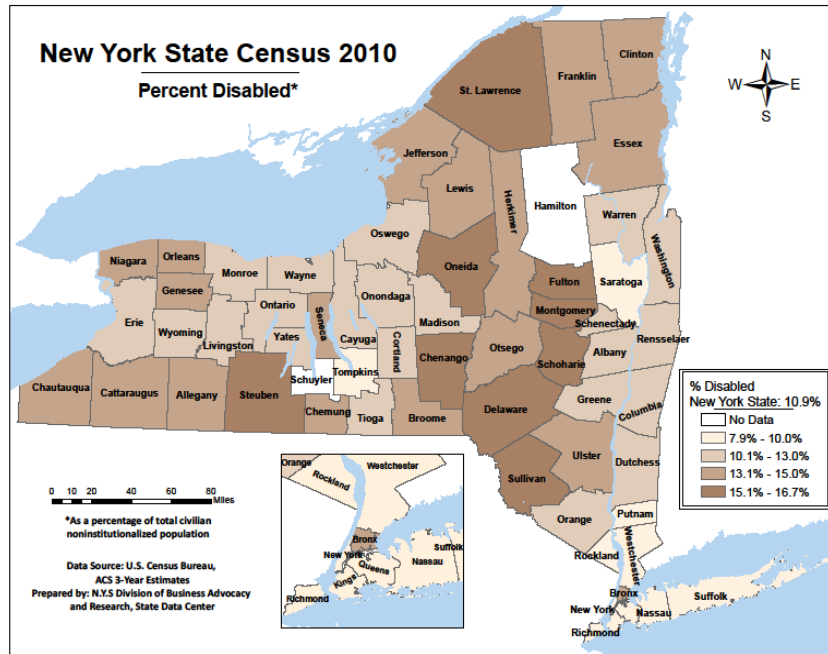 New York State Census 2010
Percent Disabled*
N
W E
S
Clinton
Franklin
St. Lawrence
Essex
Jefferson
Lewis
Herkimer
Hamilton
Warren
Washington
Oswego
Oneida
Fulton
Saratoga
Niagara
Orleans
Monroe
Wayne
Genesee
Onondaga
Madison
Montgomery
Schenectady
Rensselaer
Erie
Wyoming
Livingston
Ontario
Yates
Seneca
Cayuga
Cortland
Chenango
Otsego
Schoharie
Albany
Chautauqua
Cattaraugus
Allegany
Steuben
Schuyler
Tompkins
Chemung
Tioga
Broome
Delaware
Greene
Columbia
Sullivan
Ulster
Dutchess
Orange
Putnam
Rockland
Westchester
Bronx
New York
Nassau
Suffolk
Richmond
% Disabled
New York State: 10.9%
No Data
7.9% - 10.0%
10.1% - 13.0%
13.1% - 15.0%
15.1% - 16.7%
Orange
Rockland
Westchester
Bronx
New York
Queens
Kings
Nassau
Suffolk
Richmond
0 10 20 40 60 80
Miles
*As a percentage of total civilian
noninstitutionalized population
Data Source: U.S. Census Bureau,
ACS 3-Year Estimates
Prepared by: N.Y.S Division of Business Advocacy
and Research, State Data Center